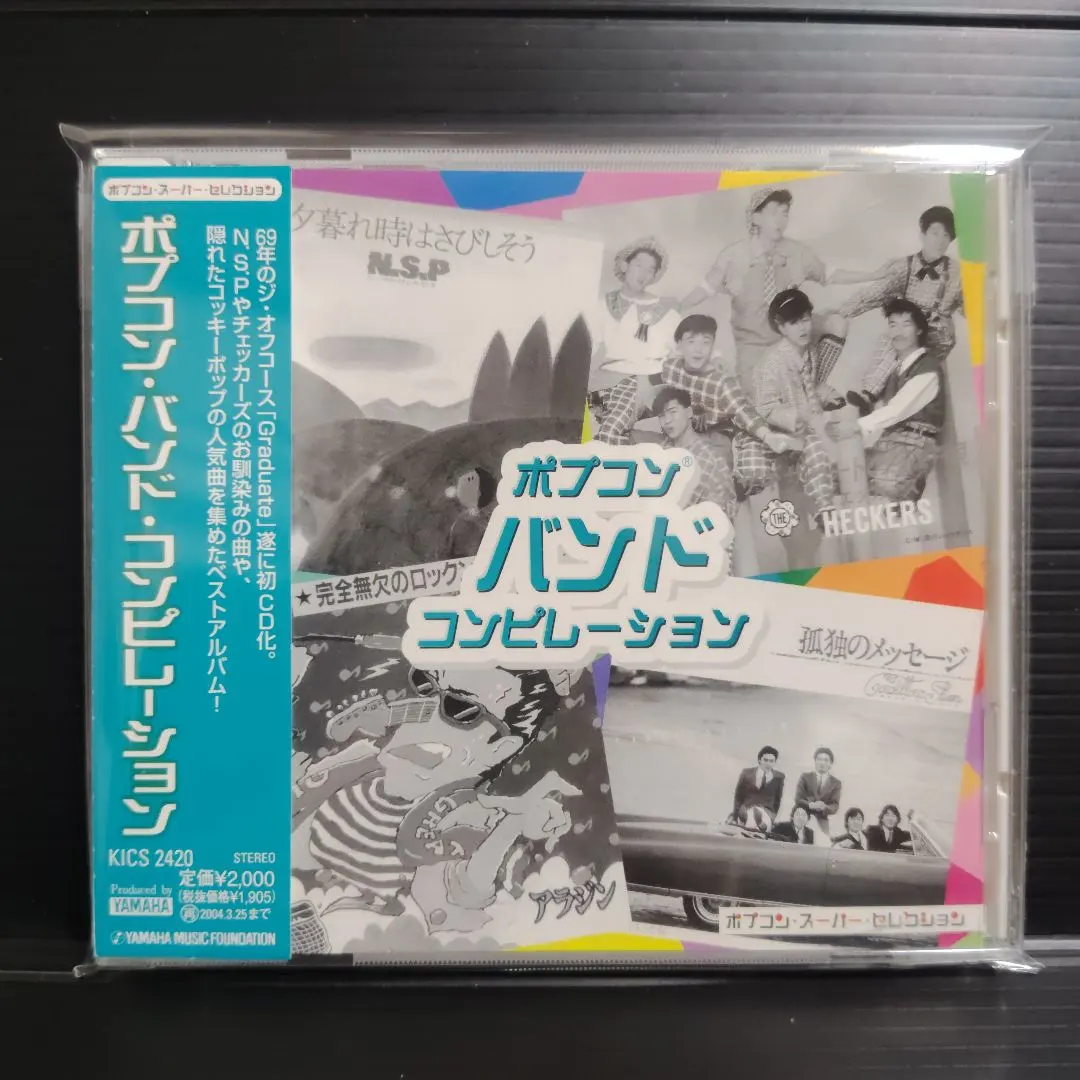 ポプコン・スーパー・セレクション
ポプコン・バンド・コンピレーション
69年のジ・オフコース「Graduate」遂に初CD化。
N.S.Pやチェッカーズのお馴染みの曲や、
隠れたコッキーポップの人気曲を集めたベストアルバム!
KICS 2420
STEREO
定価¥2,000
(税抜価格¥1,905)
再 2004.3.25まで
Produced by
YAMAHA
YAMAHA MUSIC FOUNDATION
夕暮れ時はさびしそう
N.S.P
THE
HECKERS
ポプコン®
バンド
コンピレーション
★完全無欠のロックン
孤独のメッセージ
アラジン
ポプコン・スーパー・セレクション